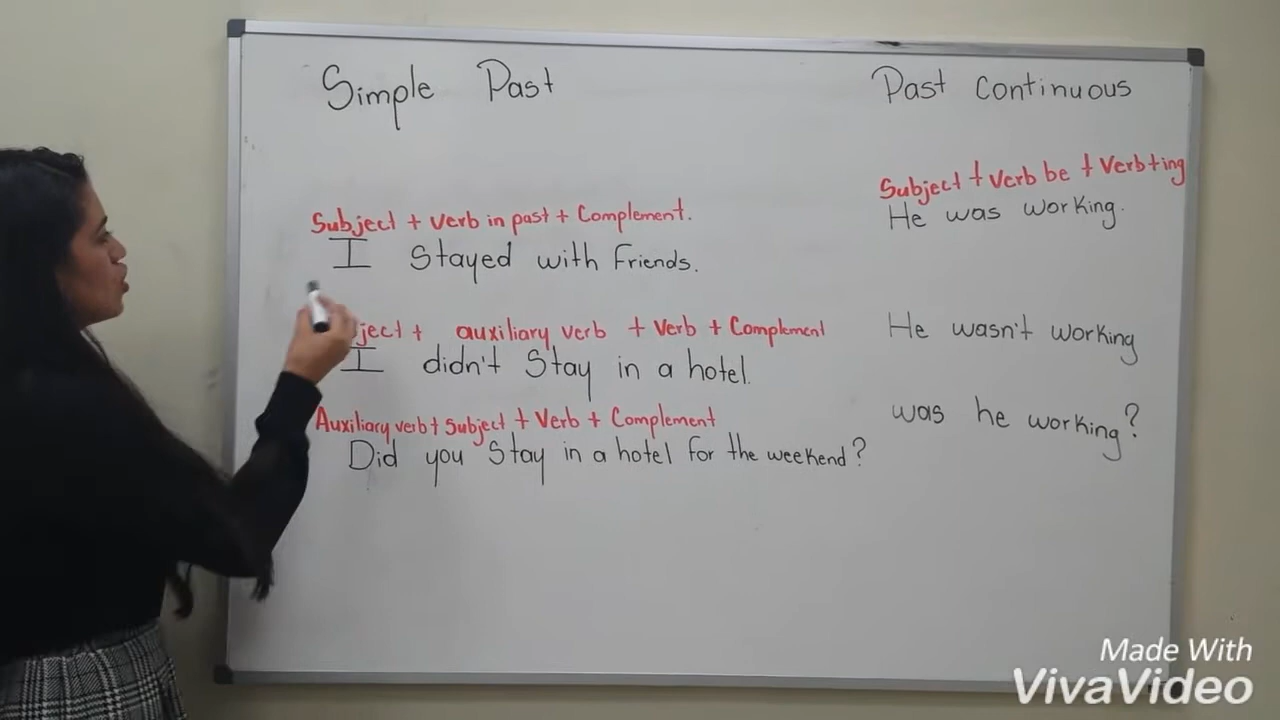 Simple Past
Subject + verb in past + Complement.
I stayed with Friends.
ject + auxiliary verb + Verb + Complement
I didn't Stay in a hotel.
Auxiliary verb + Subject + Verb + Complement
Did you Stay in a hotel for the weekend?
Past continuous
Subject + Verb be + Verb + ing
He was working.
He wasn't working
was he working?
Made With
VivaVideo